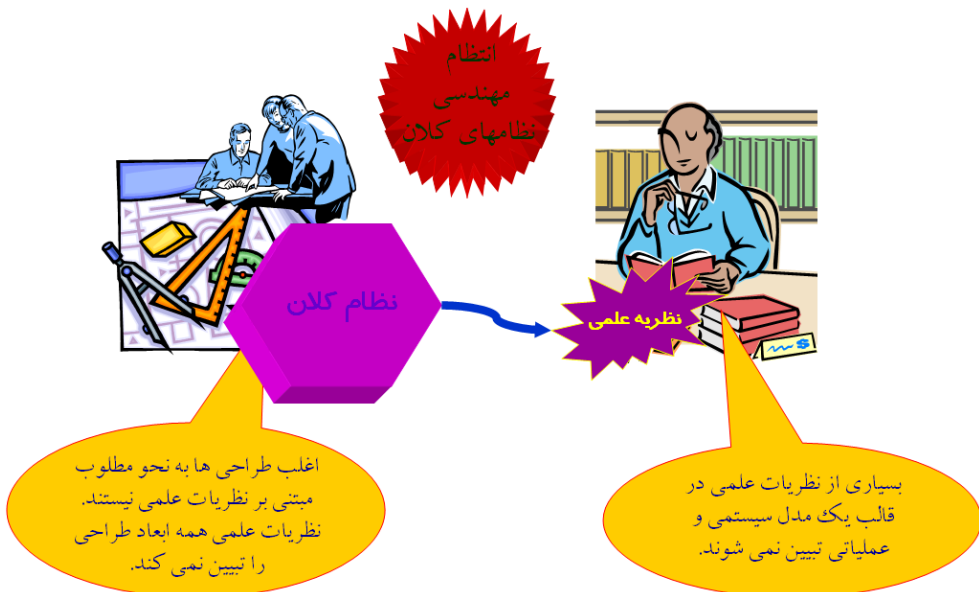 انتظام
مهندسی
نظامهای کلان
نظام کلان
نظریه علمی
اغلب طراحی ها به نحو مطلوب
مبتنی بر نظریات علمی نیستند.
نظریات علمی همه ابعاد طراحی
را تبیین نمی کند.
بسیاری از نظریات علمی در
قالب یک مدل سیستمی و
عملیاتی تبیین نمی شوند.